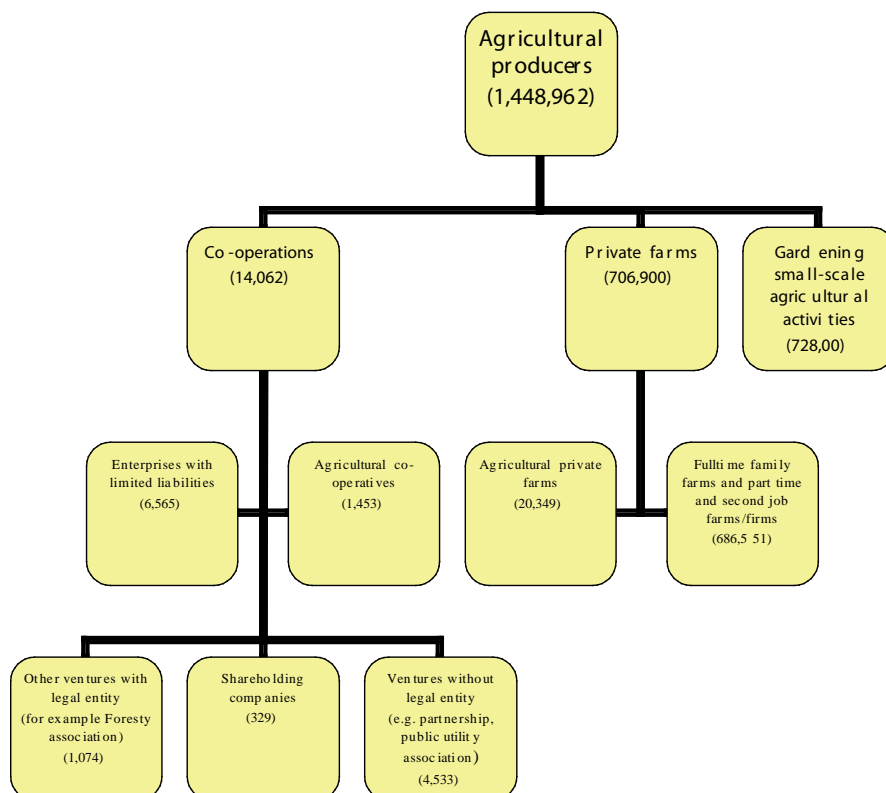 Agricultural
producers
(1,448,962)
Co-operations
(14,062)
Private farms
(706,900)
Gardening
small-scale
agricultural
activities
(728,00)
Enterprises with
limited liabilities
(6,565)
Agricultural co-
operatives
(1,453)
Agricultural private
farms
(20,349)
Fulltime family
farms and part time
and second job
farms/firms
(686,5 51)
Other ventures with
legal entity
(for example Foresty
association)
(1,074)
Shareholding
companies
(329)
Ventures without
legal entity
(e.g. partnership,
public utility
association)
(4,533)